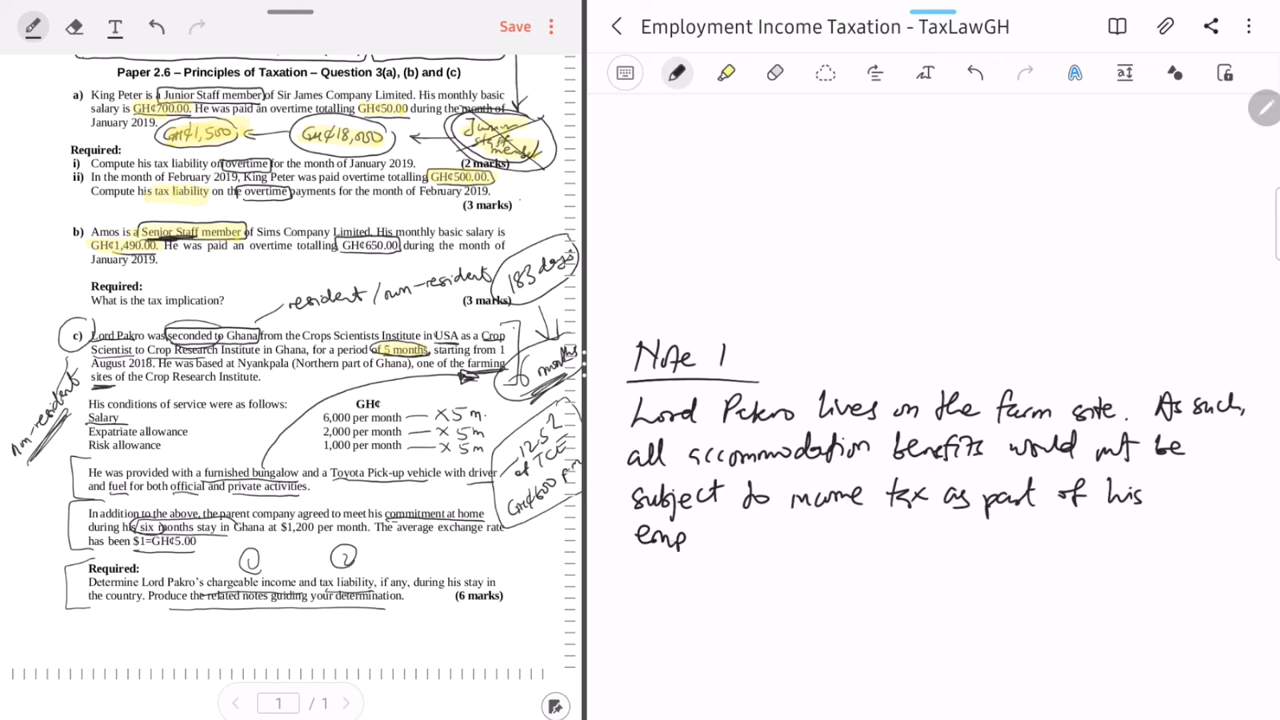 Save
Paper 2.6 – Principles of Taxation – Question 3(a), (b) and (c)
a) King Peter is a Junior Staff member of Sir James Company Limited. His monthly basic
salary is GH¢700.00. He was paid an overtime totalling GH¢50.00 during the month of
January 2019.
GH¢1,500
GH¢18,000
Junior
staff
member
Required:
i) Compute his tax liability on overtime for the month of January 2019. (2 marks)
ii) In the month of February 2019, King Peter was paid overtime totalling GH¢500.00.
Compute his tax liability on the overtime payments for the month of February 2019.
(3 marks)
b) Amos is a Senior Staff member of Sims Company Limited. His monthly basic salary is
GH¢1,490.00. He was paid an overtime totalling GH¢650.00 during the month of
January 2019.
Required:
What is the tax implication? (3 marks)
resident / non-resident
183 days
6 months
c) Lord Pakro was seconded to Ghana from the Crops Scientists Institute in USA as a Crop
Scientist to Crop Research Institute in Ghana, for a period of 5 months, starting from 1
August 2018. He was based at Nyankpala (Northern part of Ghana), one of the farming
sites of the Crop Research Institute.
non-resident
His conditions of service were as follows: GH¢
Salary 6,000 per month — x 5m.
Expatriate allowance 2,000 per month — x 5m
Risk allowance 1,000 per month — x 5m
He was provided with a furnished bungalow and a Toyota Pick-up vehicle with driver
and fuel for both official and private activities.
12.5%
of TCE
GH¢600 pm
In addition to the above, the parent company agreed to meet his commitment at home
during his six months stay in Ghana at $1,200 per month. The average exchange rate
has been $1=GH¢5.00
1 2
Required:
Determine Lord Pakro's chargeable income and tax liability, if any, during his stay in
the country. Produce the related notes guiding your determination. (6 marks)
1 / 1
Employment Income Taxation - TaxLawGH
Note 1
Lord Pakro lives on the farm site. As such,
all accommodation benefits would not be
subject to income tax as part of his
emp